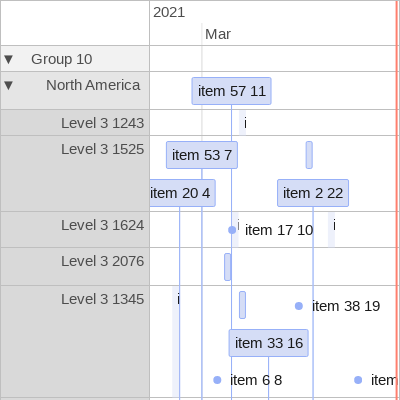 2021
Mar
▼ Group 10
▼ North America
item 57 11
Level 3 1243
i
Level 3 1525
item 53 7
item 20 4
item 2 22
Level 3 1624
i
item 17 10
i
Level 3 2076
Level 3 1345
i
item 38 19
item 33 16
item 6 8
item